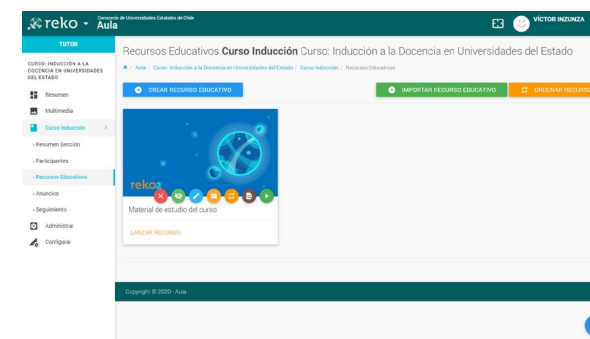 reko
Consorcio de Universidades Estatales de Chile
Aula
VÍCTOR INZUNZA
TUTOR
CURSO: INDUCCIÓN A LA
DOCENCIA EN UNIVERSIDADES
DEL ESTADO
Resumen
Multimedia
Curso Inducción >
› Resumen Sección
› Participantes
› Recursos Educativos
› Anuncios
› Seguimiento
Administrar
Configurar
Recursos Educativos Curso Inducción Curso: Inducción a la Docencia en Universidades del Estado
/ Aula / Curso: Inducción a la Docencia en Universidades del Estado / Curso Inducción / Recursos Educativos
CREAR RECURSO EDUCATIVO
IMPORTAR RECURSO EDUCATIVO
ORDENAR RECURSO
reko2
Material de estudio del curso
LANZAR RECURSO
Copyright © 2020 - Aula